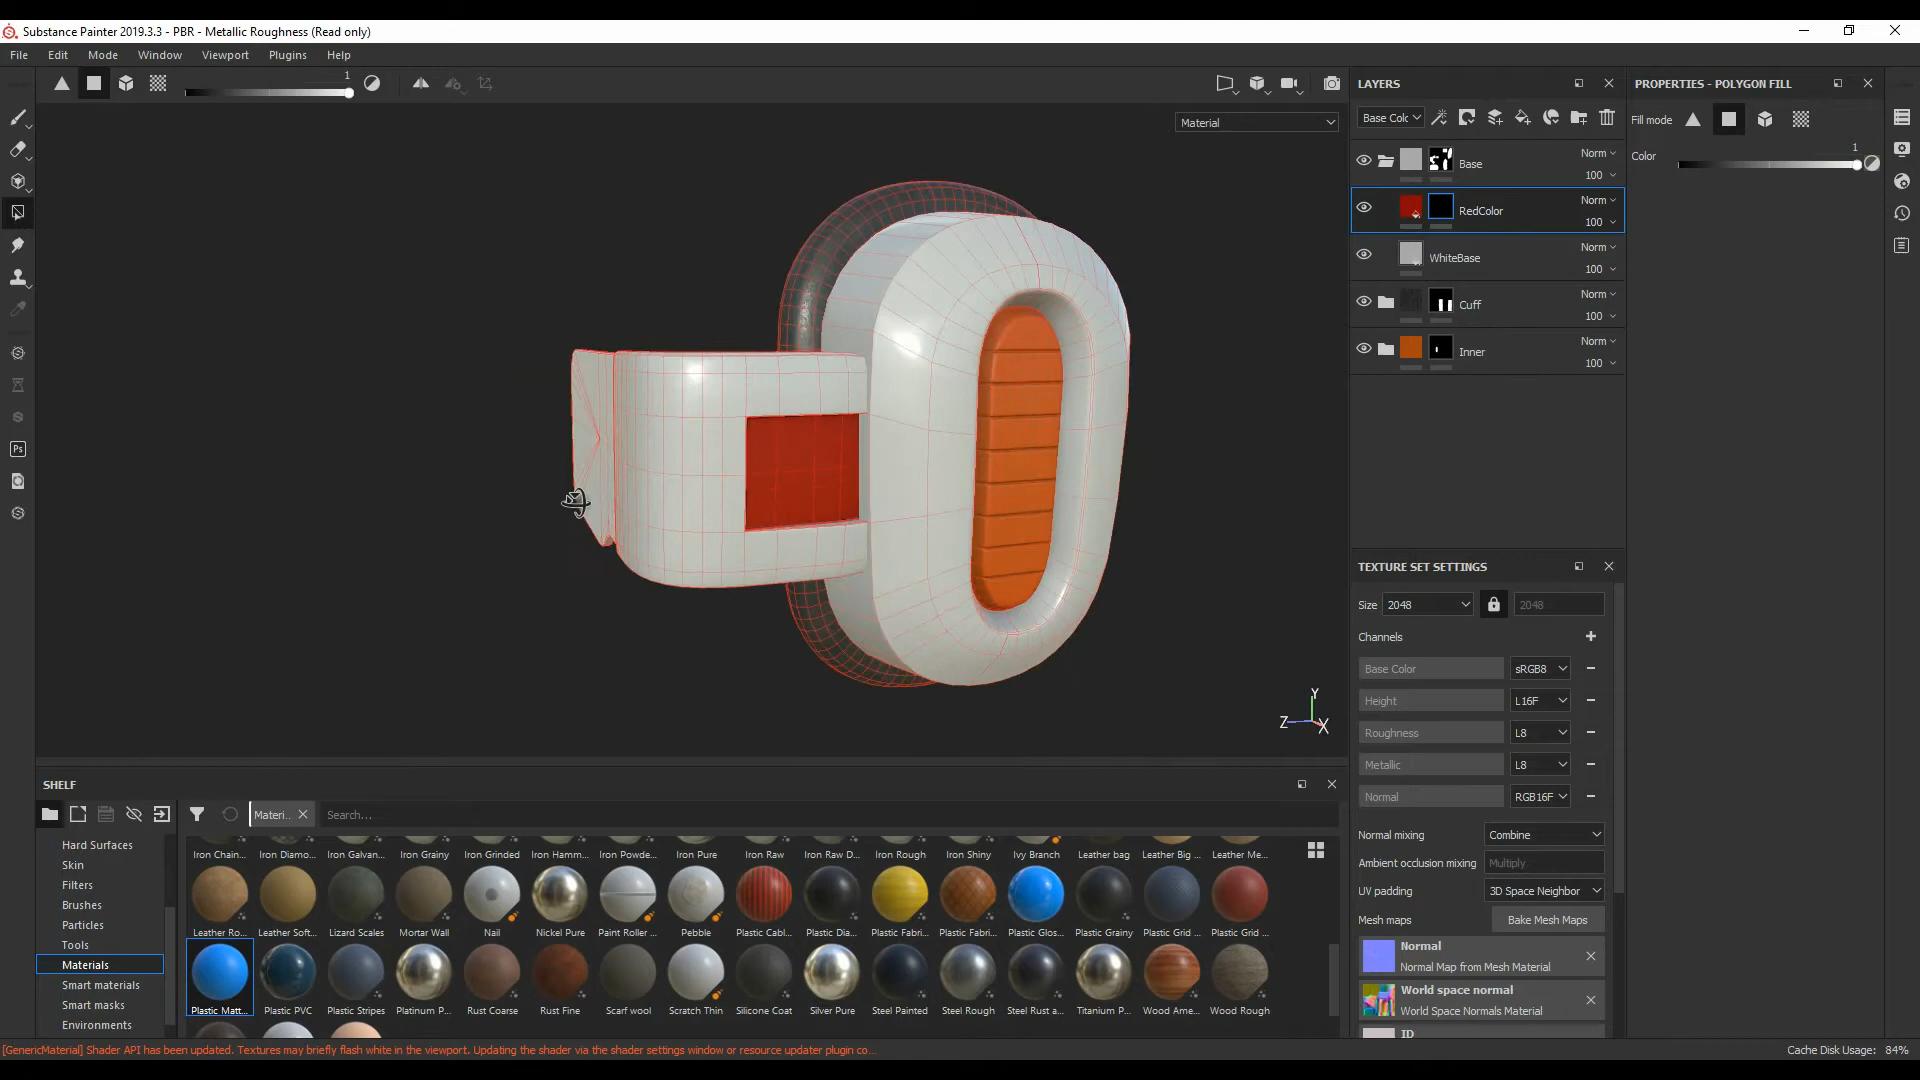 Substance Painter 2019.3.3 - PBR - Metallic Roughness (Read only)
File Edit Mode Window Viewport Plugins Help
1
Material
LAYERS
Base Colc
Base Norm 100
RedColor Norm 100
WhiteBase Norm 100
Cuff Norm 100
Inner Norm 100
PROPERTIES - POLYGON FILL
Fill mode
Color 1
TEXTURE SET SETTINGS
Size 2048 2048
Channels
Base Color sRGB8
Height L16F
Roughness L8
Metallic L8
Normal RGB16F
Normal mixing Combine
Ambient occlusion mixing Multiply
UV padding 3D Space Neighbor
Mesh maps Bake Mesh Maps
Normal
Normal Map from Mesh Material
World space normal
World Space Normals Material
ID
Y
Z X
Ps
SHELF
Materi.. Search...
Hard Surfaces
Skin
Filters
Brushes
Particles
Tools
Materials
Smart materials
Smart masks
Environments
Iron Chain... Iron Diamo... Iron Galvan... Iron Grainy Iron Grinded Iron Hamm... Iron Powde... Iron Pure Iron Raw Iron Raw D... Iron Rough Iron Shiny Ivy Branch Leather bag Leather Big ... Leather Me...
Leather Ro... Leather Soft... Lizard Scales Mortar Wall Nail Nickel Pure Paint Roller ... Pebble Plastic Cabl... Plastic Dia... Plastic Fabri... Plastic Fabri... Plastic Glos... Plastic Grainy Plastic Grid ... Plastic Grid ...
Plastic Matt... Plastic PVC Plastic Stripes Platinum P... Rust Coarse Rust Fine Scarf wool Scratch Thin Silicone Coat Silver Pure Steel Painted Steel Rough Steel Rust a... Titanium P... Wood Ame... Wood Rough
[GenericMaterial] Shader API has been updated. Textures may briefly flash white in the viewport. Updating the shader via the shader settings window or resource updater plugin co...
Cache Disk Usage: 84%